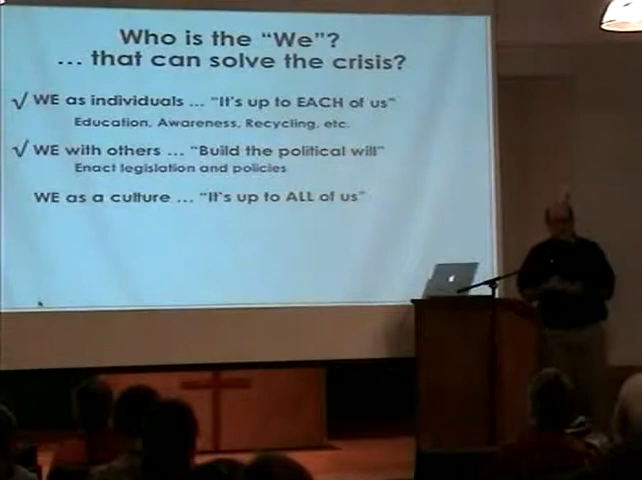 Who is the “We”?
... that can solve the crisis?
√ WE as individuals ... “It's up to EACH of us”
Education, Awareness, Recycling, etc.
√ WE with others ... “Build the political will”
Enact legislation and policies
WE as a culture ... “It's up to ALL of us”